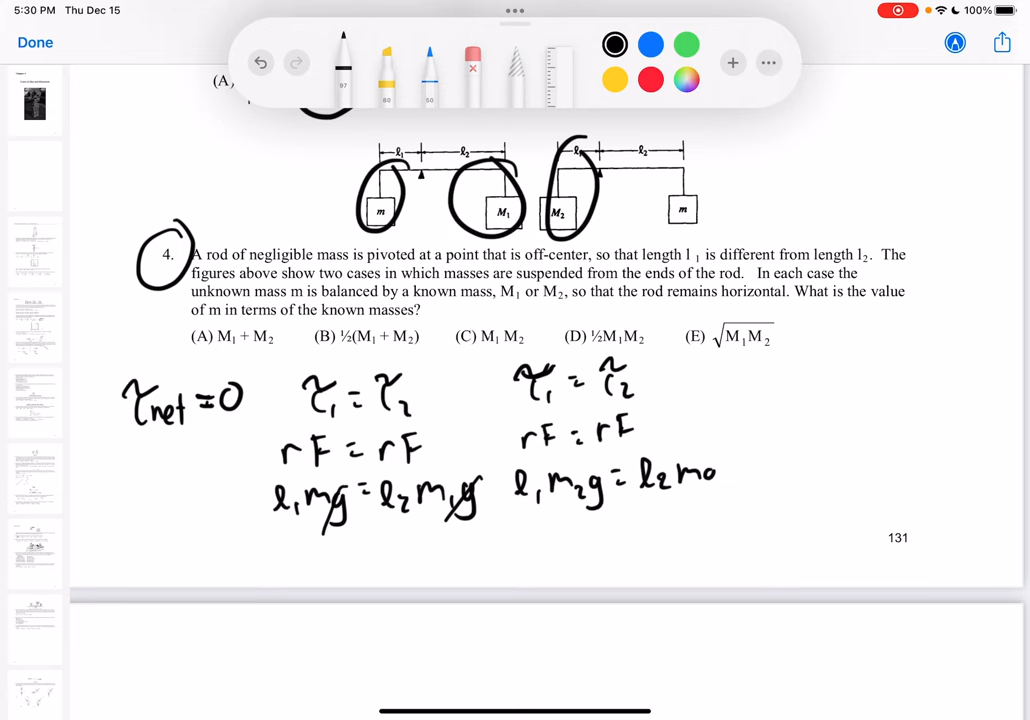 5:30 PM Thu Dec 15
100%
Done
97
80
50
(A)
ℓ₁ ℓ₂ ℓ₁ ℓ₂
m M₁ M₂ m
4. A rod of negligible mass is pivoted at a point that is off-center, so that length l ₁ is different from length l₂. The
figures above show two cases in which masses are suspended from the ends of the rod. In each case the
unknown mass m is balanced by a known mass, M₁ or M₂, so that the rod remains horizontal. What is the value
of m in terms of the known masses?
(A) M₁ + M₂ (B) ½(M₁ + M₂) (C) M₁ M₂ (D) ½M₁M₂ (E) √M₁M₂
τnet = 0 τ₁ = τ₂ τ₁ = τ₂
rF = rF rF = rF
ℓ₁mg = ℓ₂m₁g ℓ₁m₂g = ℓ₂m
131